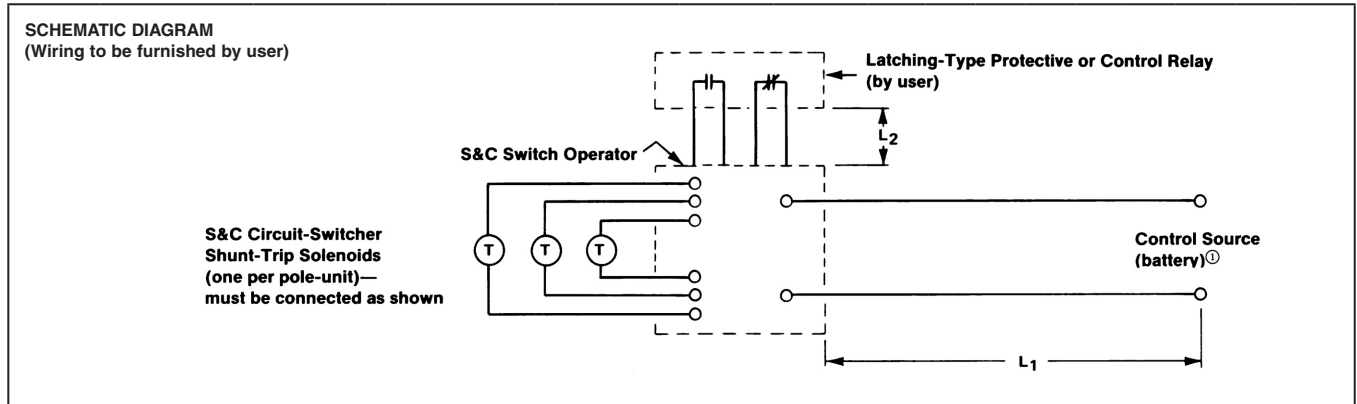 SCHEMATIC DIAGRAM
(Wiring to be furnished by user)
Latching-Type Protective or Control Relay
(by user)
L2
S&C Switch Operator
S&C Circuit-Switcher
Shunt-Trip Solenoids
(one per pole-unit)—
must be connected as shown
T T T
Control Source
(battery)①
L1